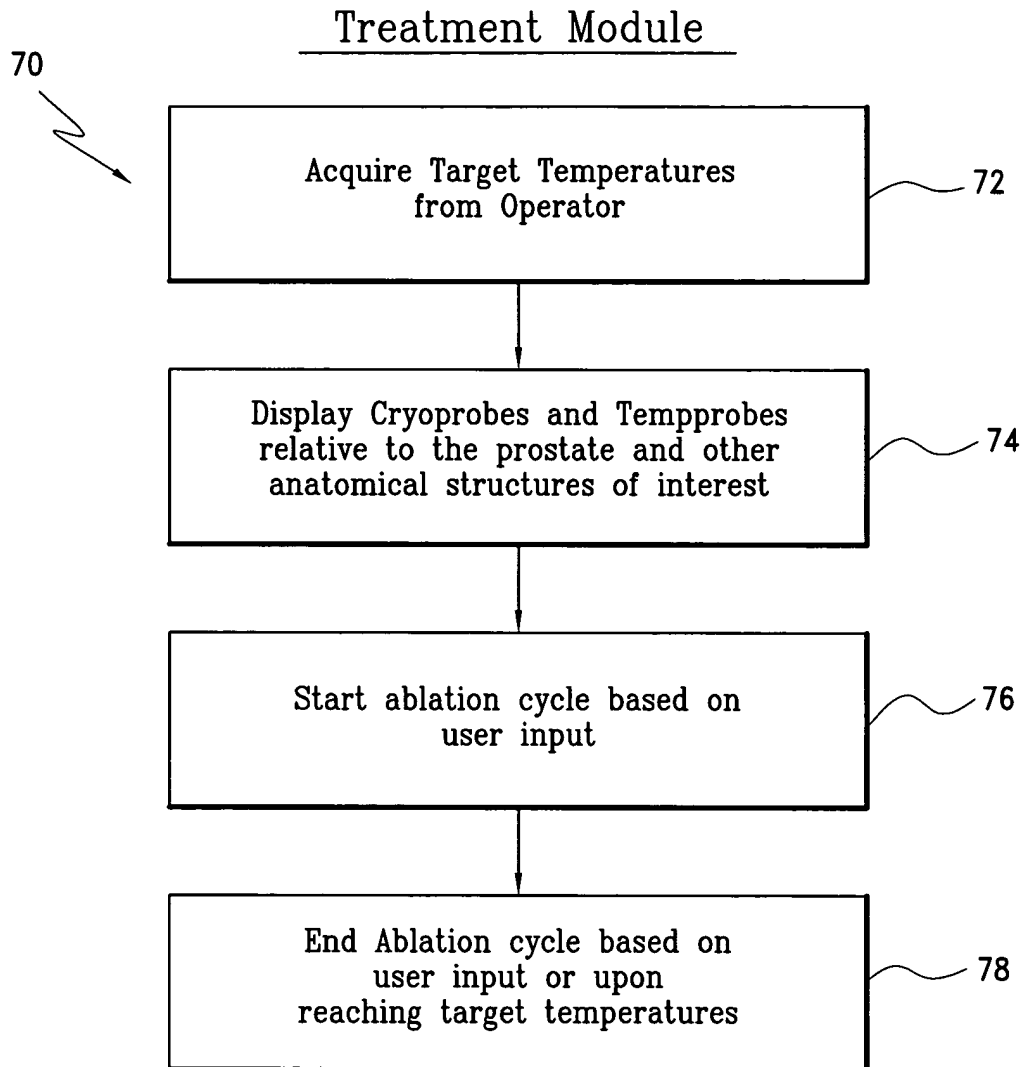 Treatment Module
70
Acquire Target Temperatures
from Operator
72
Display Cryoprobes and Tempprobes
relative to the prostate and other
anatomical structures of interest
74
Start ablation cycle based on
user input
76
End Ablation cycle based on
user input or upon
reaching target temperatures
78